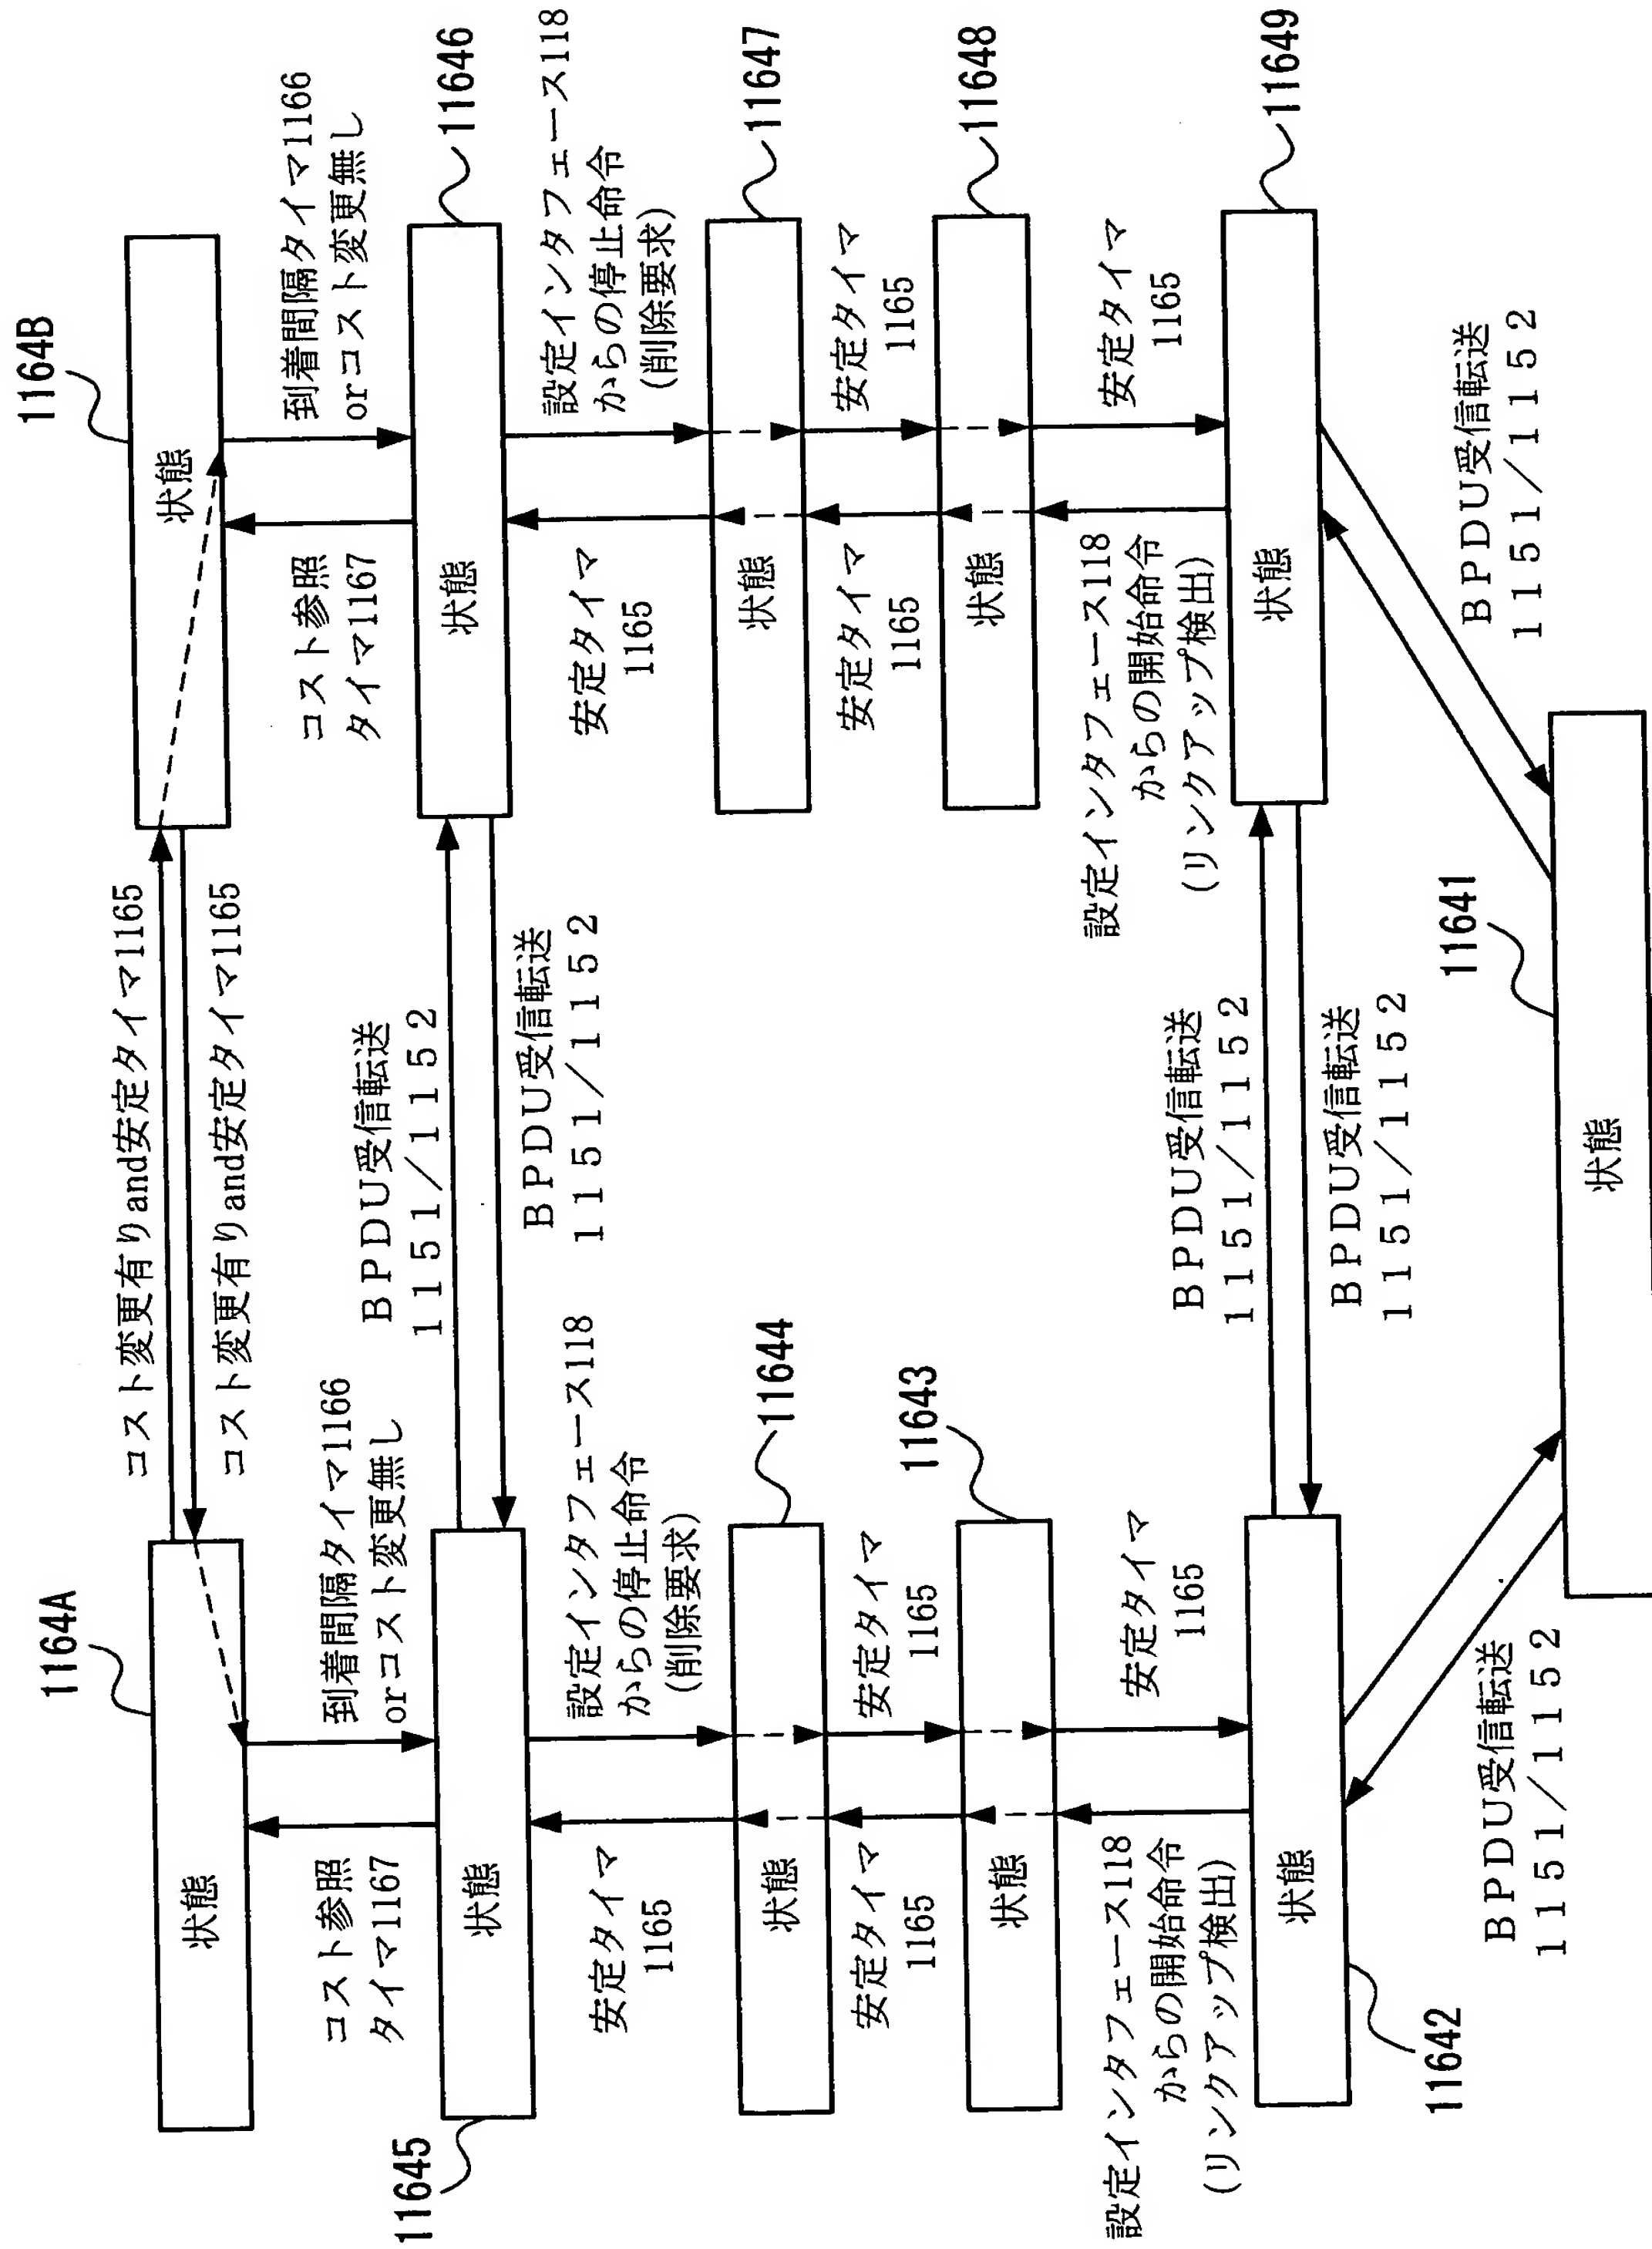 1164A
1164B
コスト変更有りand安定タイマ1165
コスト変更有りand安定タイマ1165
状態
状態
コスト参照
タイマ1167
到着間隔タイマ1166
orコスト変更無し
コスト参照
タイマ1167
到着間隔タイマ1166
orコスト変更無し
11645
状態
BPDU受信転送
1151/1152
BPDU受信転送
1151/1152
状態
11646
安定タイマ
1165
設定インタフェース118
からの停止命令
(削除要求)
安定タイマ
1165
設定インタフェース118
からの停止命令
(削除要求)
状態
11644
状態
11647
安定タイマ
1165
安定タイマ
1165
安定タイマ
1165
安定タイマ
1165
状態
11643
状態
11648
設定インタフェース118
からの開始命令
(リンクアップ検出)
安定タイマ
1165
設定インタフェース118
からの開始命令
(リンクアップ検出)
安定タイマ
1165
11642
状態
BPDU受信転送
1151/1152
BPDU受信転送
1151/1152
状態
11649
BPDU受信転送
1151/1152
11641
BPDU受信転送
1151/1152
状態